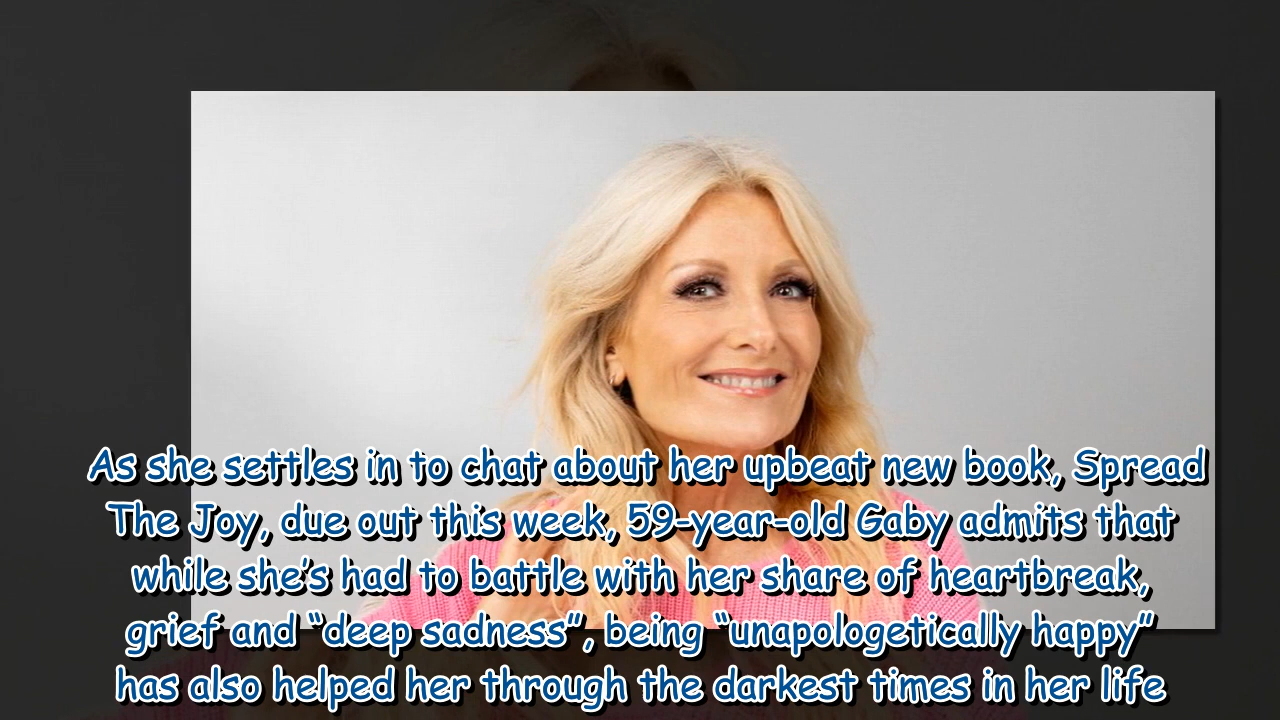 As she settles in to chat about her upbeat new book, Spread
The Joy, due out this week, 59-year-old Gaby admits that
while she’s had to battle with her share of heartbreak,
grief and “deep sadness”, being “unapologetically happy”
has also helped her through the darkest times in her life